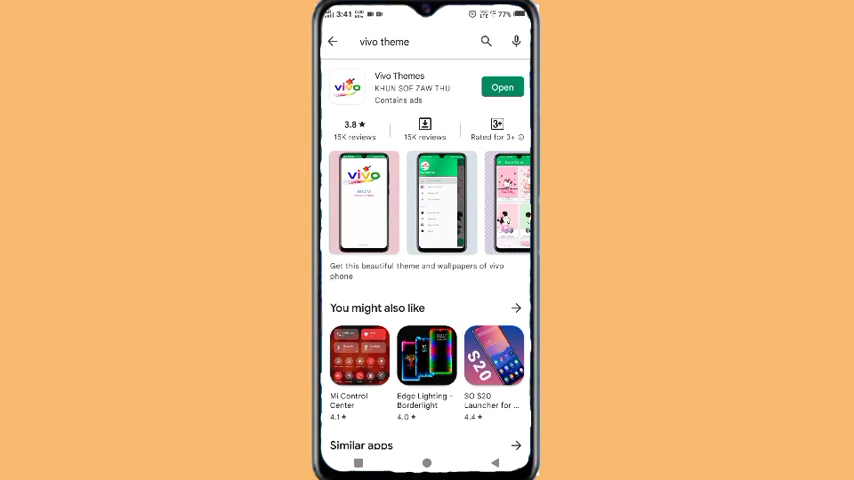 3:41
77%
vivo theme
Vivo Themes
KHUN SOE ZAW THU
Contains ads
Open
vivo
3.8 ★
3+
15K reviews
15K reviews
Rated for 3+
vivo
Get this beautiful theme and wallpapers of vivo
phone
You might also like
S20
Mi Control
Center
Edge Lighting -
Borderlight
SO S20
Launcher for ...
4.1 ★
4.0 ★
4.4 ★
Similar apps